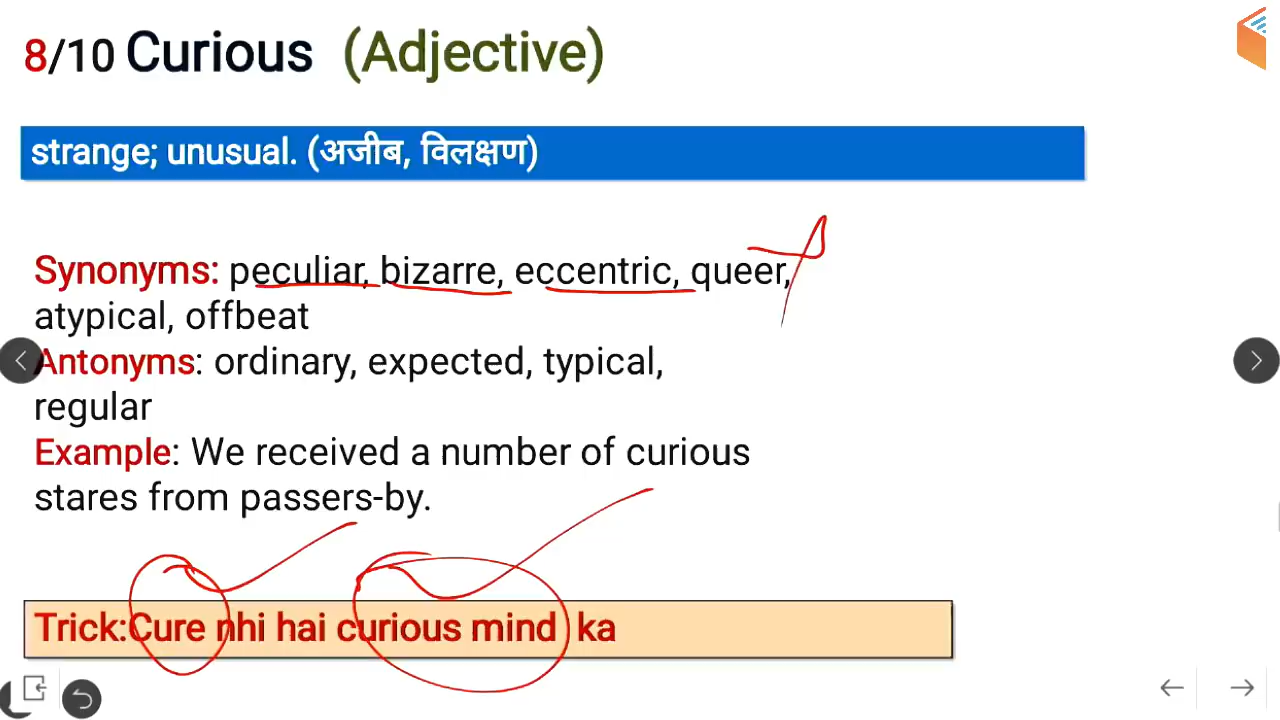 8/10 Curious (Adjective)
strange; unusual. (अजीब, विलक्षण)
Synonyms: peculiar, bizarre, eccentric, queer,
atypical, offbeat
Antonyms: ordinary, expected, typical,
regular
Example: We received a number of curious
stares from passers-by.
Trick:Cure nhi hai curious mind ka